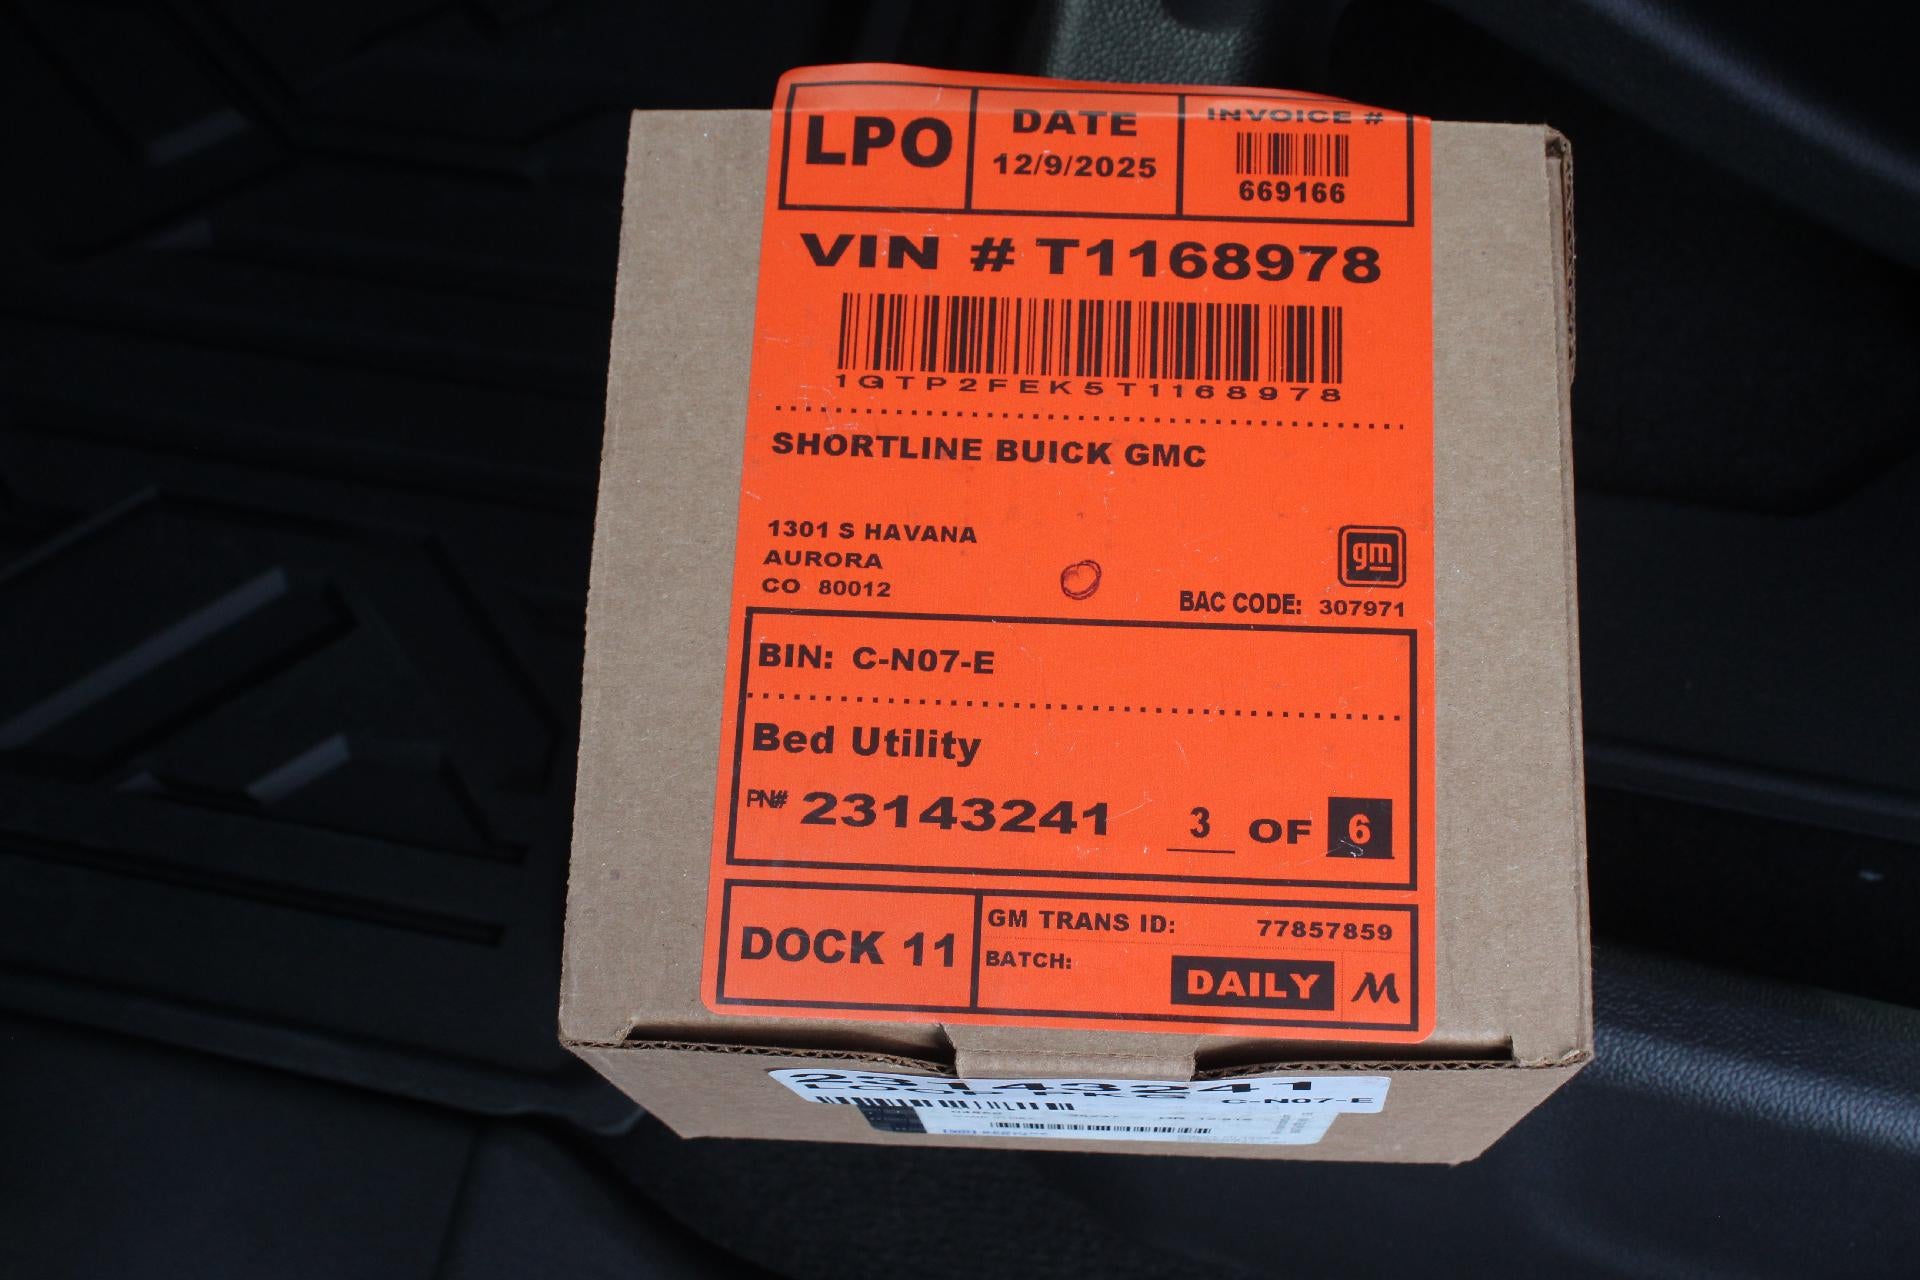 LPO
DATE
12/9/2025
INVOICE #
669166
VIN # T1168978
1GTP2FEK5T1168978
SHORTLINE BUICK GMC
1301 S HAVANA
AURORA
CO 80012
gm
BAC CODE: 307971
BIN: C-N07-E
Bed Utility
PN# 23143241 3 OF 6
DOCK 11
GM TRANS ID: 77857859
BATCH: DAILY M
23143241
C-N07-E